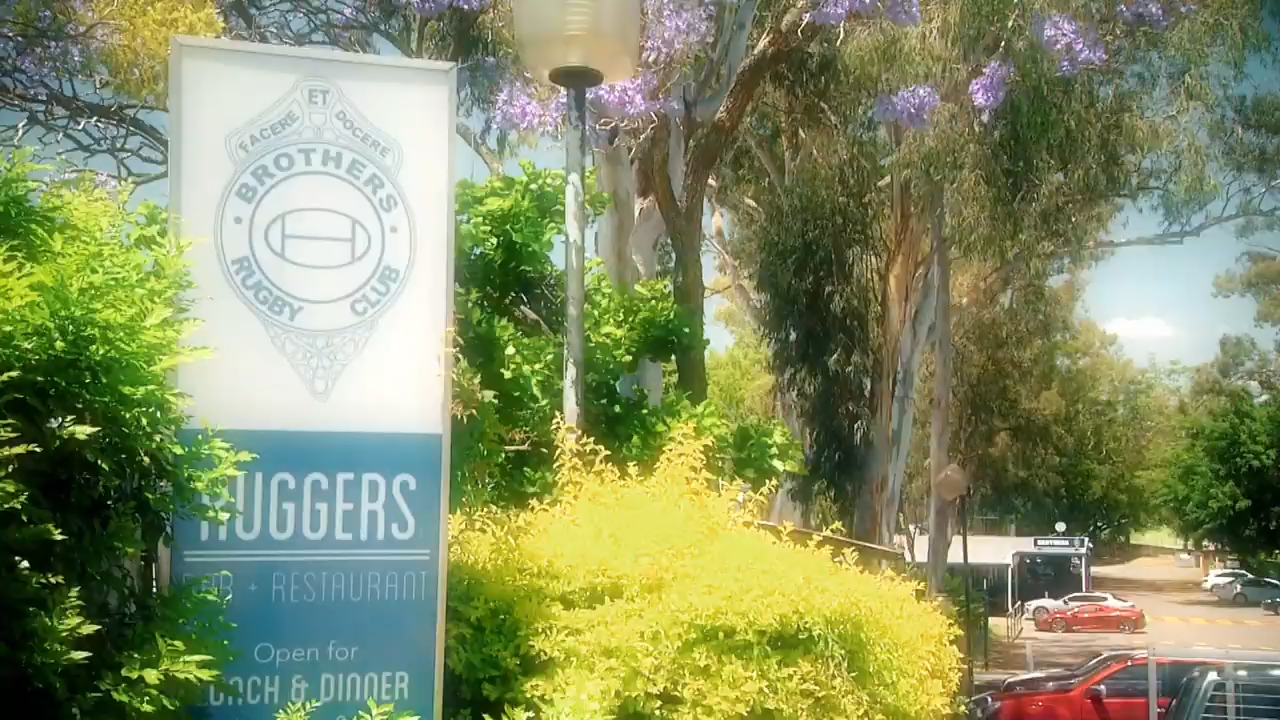 FACERE ET DOCERE
BROTHERS
RUGBY CLUB
RUGGERS
+ RESTAURANT
Open for
& DINNER